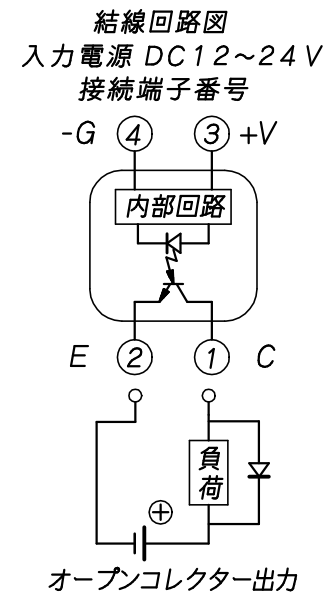 結線回路図
入力電源 DC12～24V
接続端子番号
-G ④ ③ +V
内部回路
E ② ① C
負荷
⊕
オープンコレクター出力